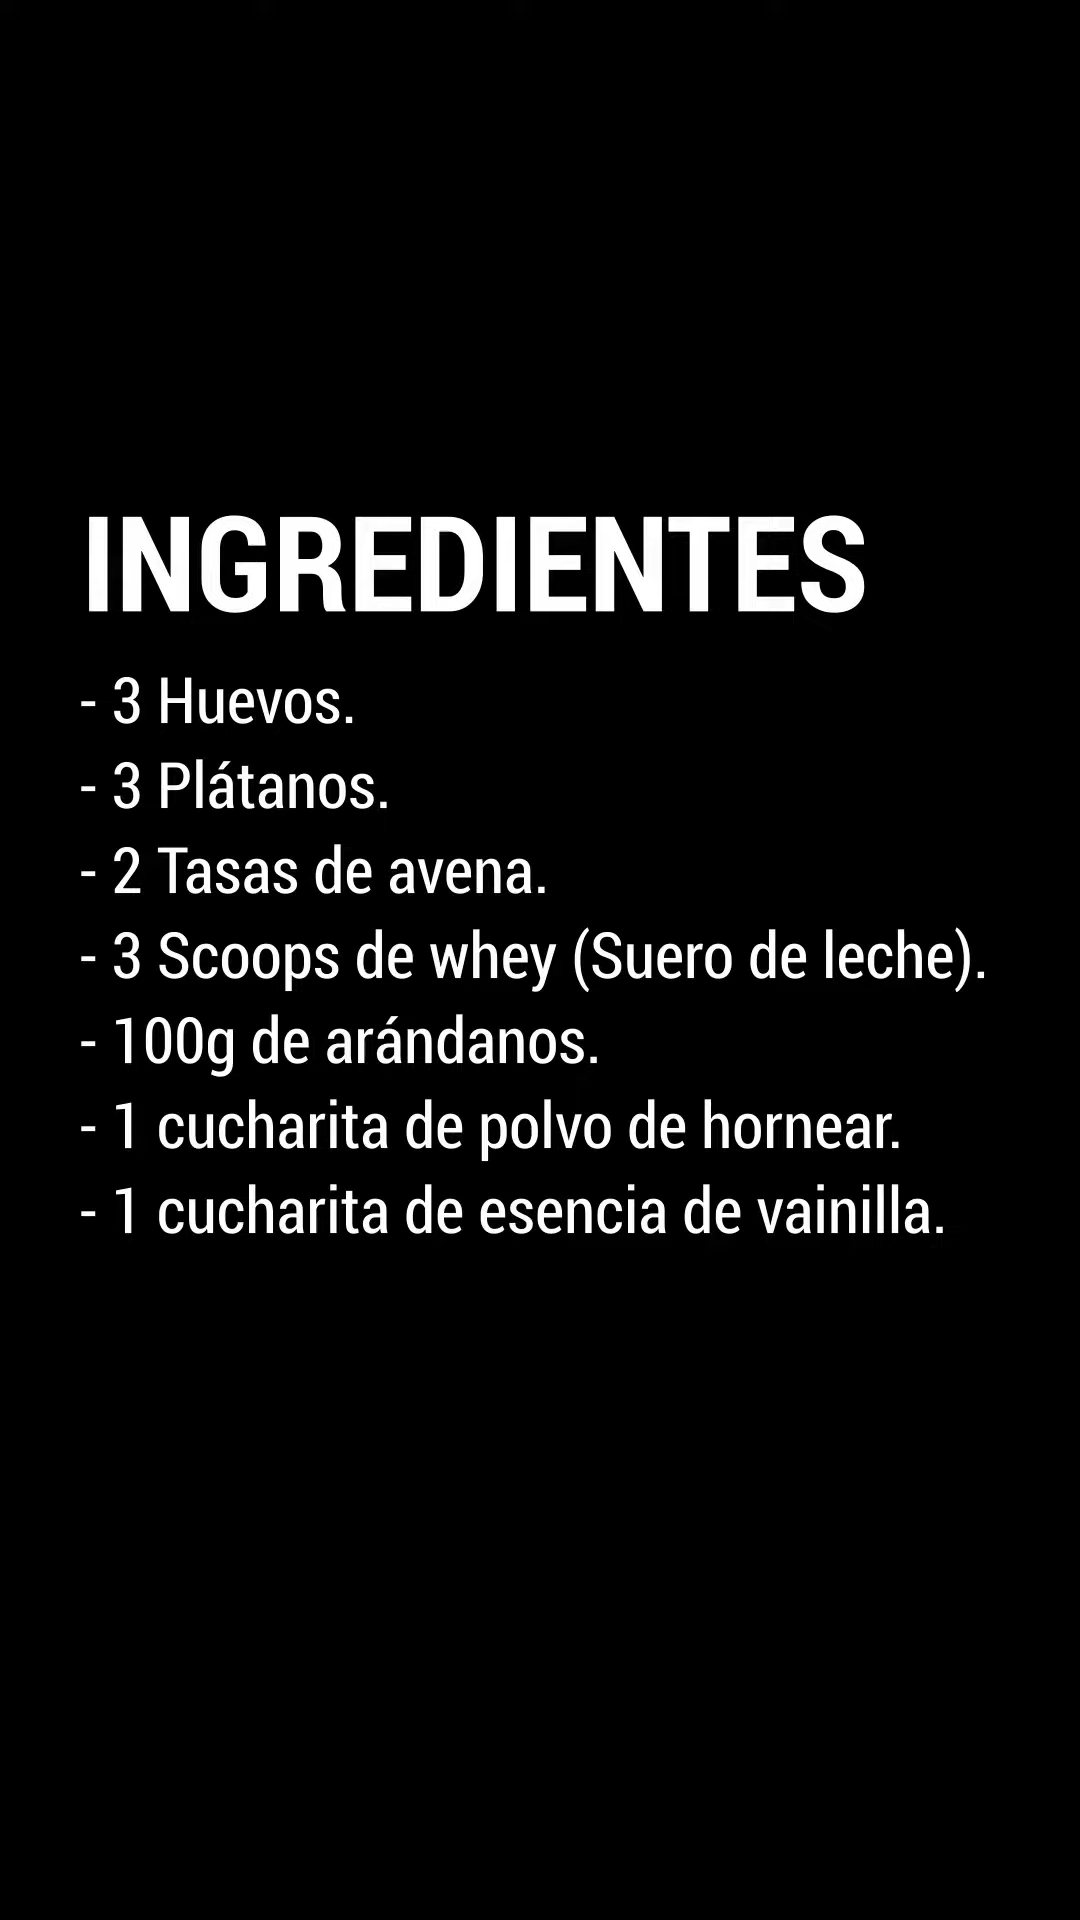 INGREDIENTES
- 3 Huevos.
- 3 Plátanos.
- 2 Tasas de avena.
- 3 Scoops de whey (Suero de leche).
- 100g de arándanos.
- 1 cucharita de polvo de hornear.
- 1 cucharita de esencia de vainilla.